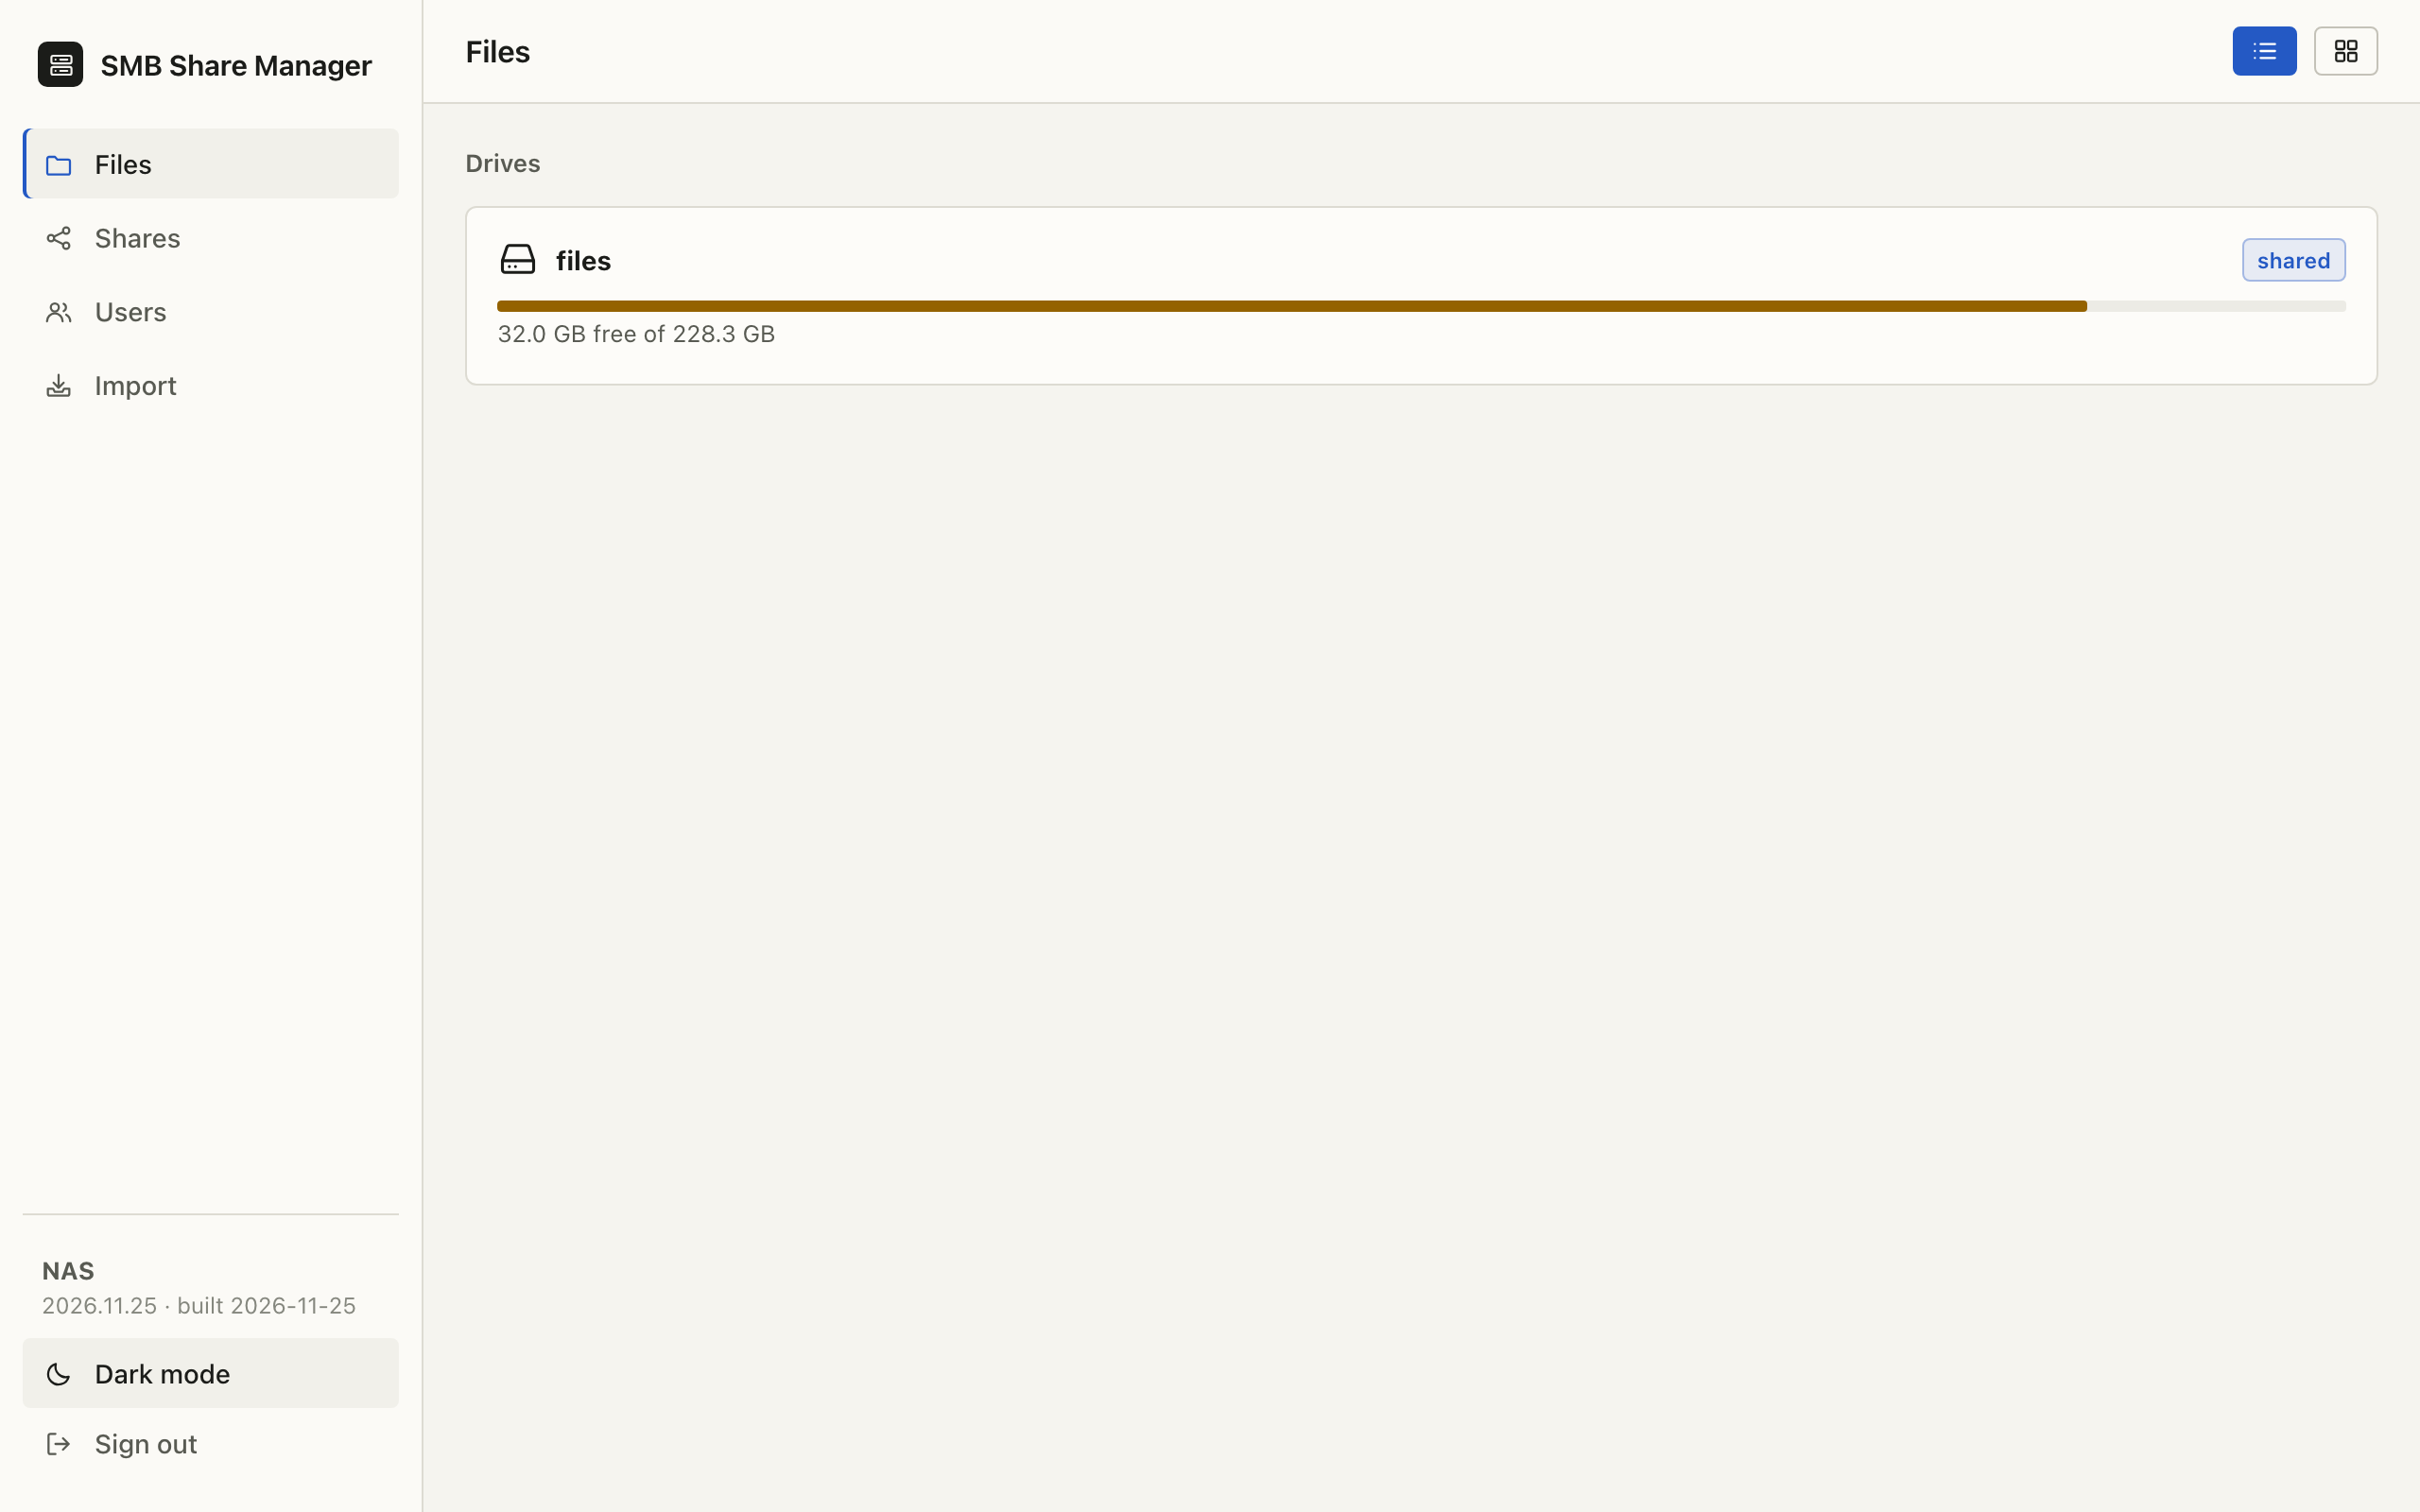 SMB Share Manager
Files
Shares
Users
Import
NAS
2026.11.25 · built 2026-11-25
Dark mode
Sign out
Files
Drives
files
shared
32.0 GB free of 228.3 GB